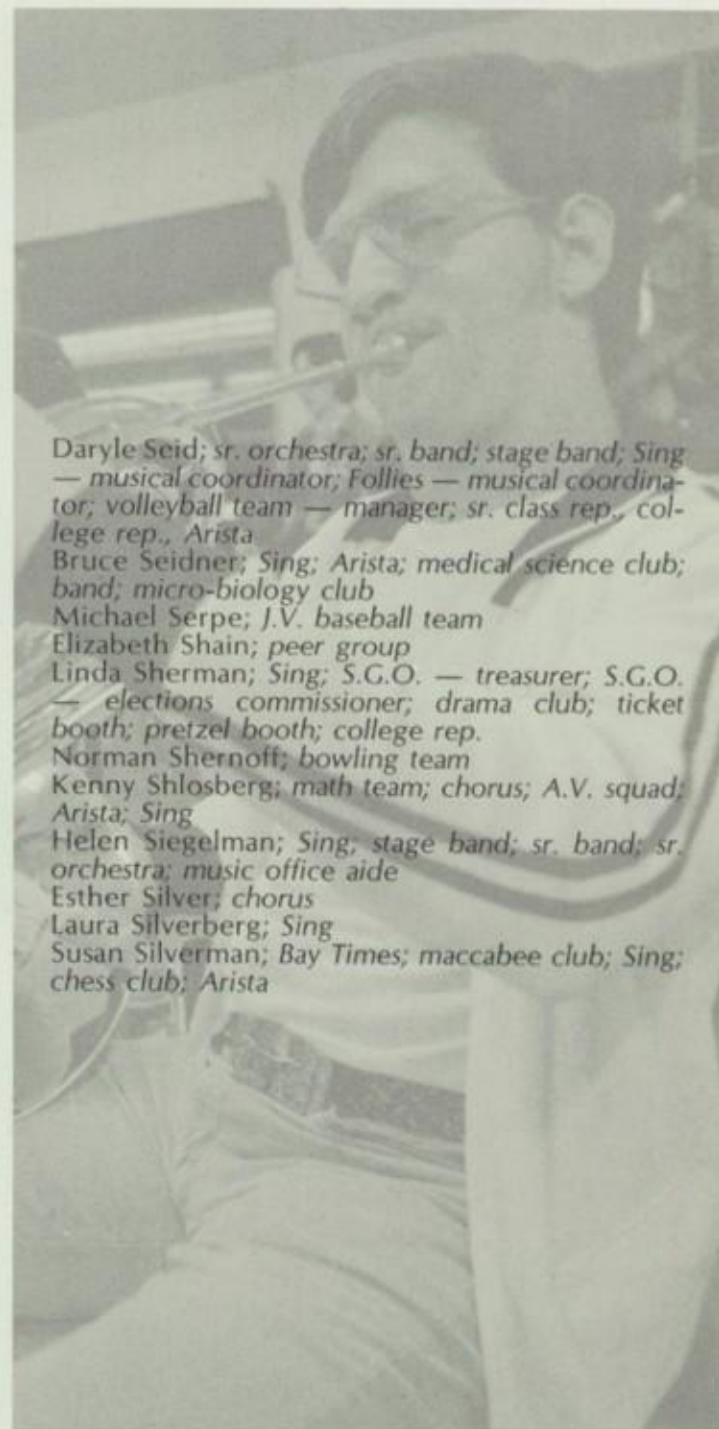 Daryle Seid; sr. orchestra; sr. band; stage band; Sing
— musical coordinator; Follies — musical coordina-
tor; volleyball team — manager; sr. class rep., col-
lege rep., Arista
Bruce Seidner; Sing; Arista; medical science club;
band; micro-biology club
Michael Serpe; J.V. baseball team
Elizabeth Shain; peer group
Linda Sherman; Sing; S.G.O. — treasurer; S.G.O.
— elections commissioner; drama club; ticket
booth; pretzel booth; college rep.
Norman Shernoff; bowling team
Kenny Shlosberg; math team; chorus; A.V. squad;
Arista; Sing
Helen Siegelman; Sing; stage band; sr. band; sr.
orchestra; music office aide
Esther Silver; chorus
Laura Silverberg; Sing
Susan Silverman; Bay Times; maccabee club; Sing;
chess club; Arista